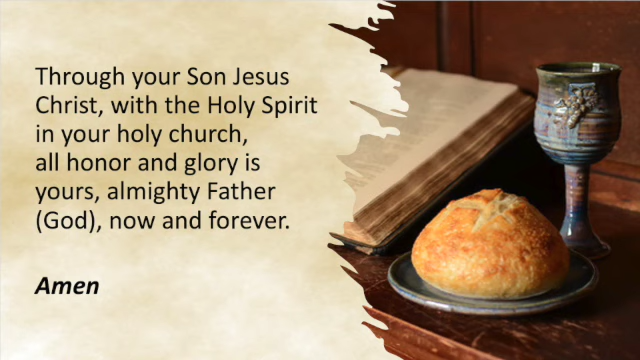 Through your Son Jesus
Christ, with the Holy Spirit
in your holy church,
all honor and glory is
yours, almighty Father
(God), now and forever.
Amen